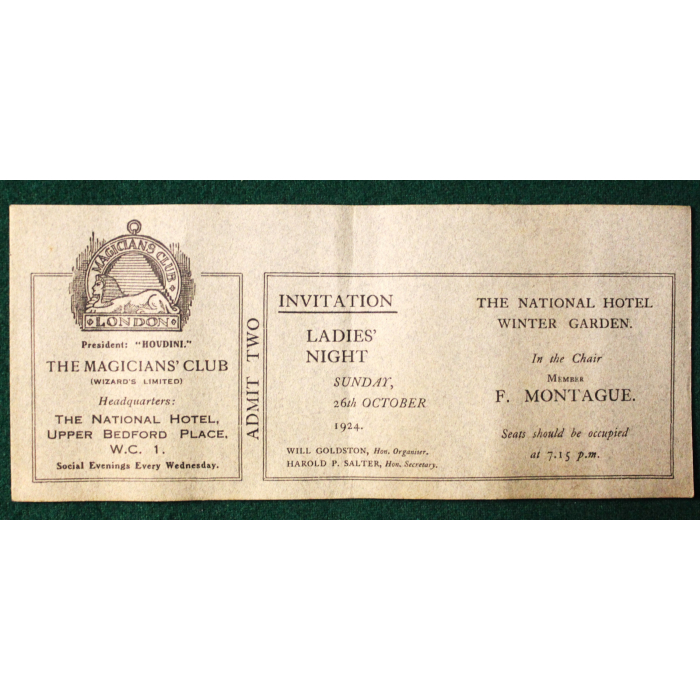 MAGICIANS CLUB
LONDON
President: "HOUDINI."
THE MAGICIANS' CLUB
(WIZARD'S LIMITED)
Headquarters:
THE NATIONAL HOTEL,
UPPER BEDFORD PLACE,
W.C. 1.
Social Evenings Every Wednesday.
ADMIT TWO
INVITATION
LADIES'
NIGHT
SUNDAY,
26th OCTOBER
1924.
WILL GOLDSTON, Hon. Organiser.
HAROLD P. SALTER, Hon. Secretary.
THE NATIONAL HOTEL
WINTER GARDEN.
In the Chair
MEMBER
F. MONTAGUE.
Seats should be occupied
at 7.15 p.m.